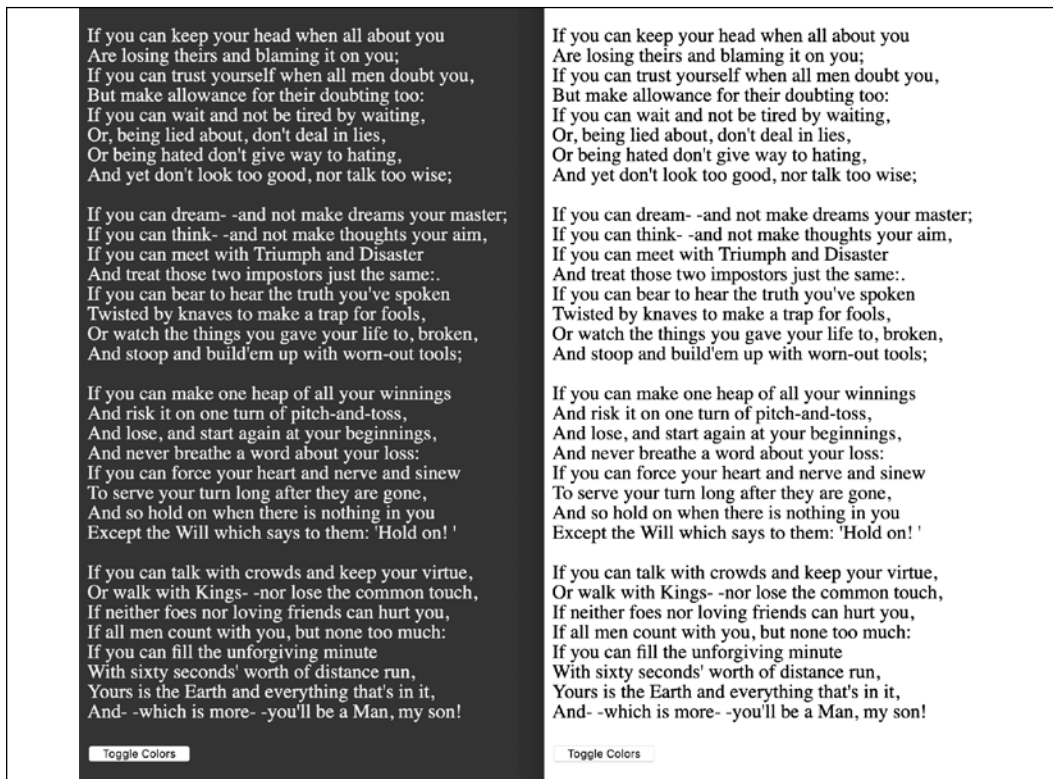 If you can keep your head when all about you
Are losing theirs and blaming it on you;
If you can trust yourself when all men doubt you,
But make allowance for their doubting too:
If you can wait and not be tired by waiting,
Or, being lied about, don't deal in lies,
Or being hated don't give way to hating,
And yet don't look too good, nor talk too wise;

If you can dream- -and not make dreams your master;
If you can think- -and not make thoughts your aim,
If you can meet with Triumph and Disaster
And treat those two impostors just the same:.
If you can bear to hear the truth you've spoken
Twisted by knaves to make a trap for fools,
Or watch the things you gave your life to, broken,
And stoop and build'em up with worn-out tools;

If you can make one heap of all your winnings
And risk it on one turn of pitch-and-toss,
And lose, and start again at your beginnings,
And never breathe a word about your loss:
If you can force your heart and nerve and sinew
To serve your turn long after they are gone,
And so hold on when there is nothing in you
Except the Will which says to them: 'Hold on! '

If you can talk with crowds and keep your virtue,
Or walk with Kings- -nor lose the common touch,
If neither foes nor loving friends can hurt you,
If all men count with you, but none too much:
If you can fill the unforgiving minute
With sixty seconds' worth of distance run,
Yours is the Earth and everything that's in it,
And- -which is more- -you'll be a Man, my son!

Toggle Colors

If you can keep your head when all about you
Are losing theirs and blaming it on you;
If you can trust yourself when all men doubt you,
But make allowance for their doubting too:
If you can wait and not be tired by waiting,
Or, being lied about, don't deal in lies,
Or being hated don't give way to hating,
And yet don't look too good, nor talk too wise;

If you can dream- -and not make dreams your master;
If you can think- -and not make thoughts your aim,
If you can meet with Triumph and Disaster
And treat those two impostors just the same:.
If you can bear to hear the truth you've spoken
Twisted by knaves to make a trap for fools,
Or watch the things you gave your life to, broken,
And stoop and build'em up with worn-out tools;

If you can make one heap of all your winnings
And risk it on one turn of pitch-and-toss,
And lose, and start again at your beginnings,
And never breathe a word about your loss:
If you can force your heart and nerve and sinew
To serve your turn long after they are gone,
And so hold on when there is nothing in you
Except the Will which says to them: 'Hold on! '

If you can talk with crowds and keep your virtue,
Or walk with Kings- -nor lose the common touch,
If neither foes nor loving friends can hurt you,
If all men count with you, but none too much:
If you can fill the unforgiving minute
With sixty seconds' worth of distance run,
Yours is the Earth and everything that's in it,
And- -which is more- -you'll be a Man, my son!

Toggle Colors